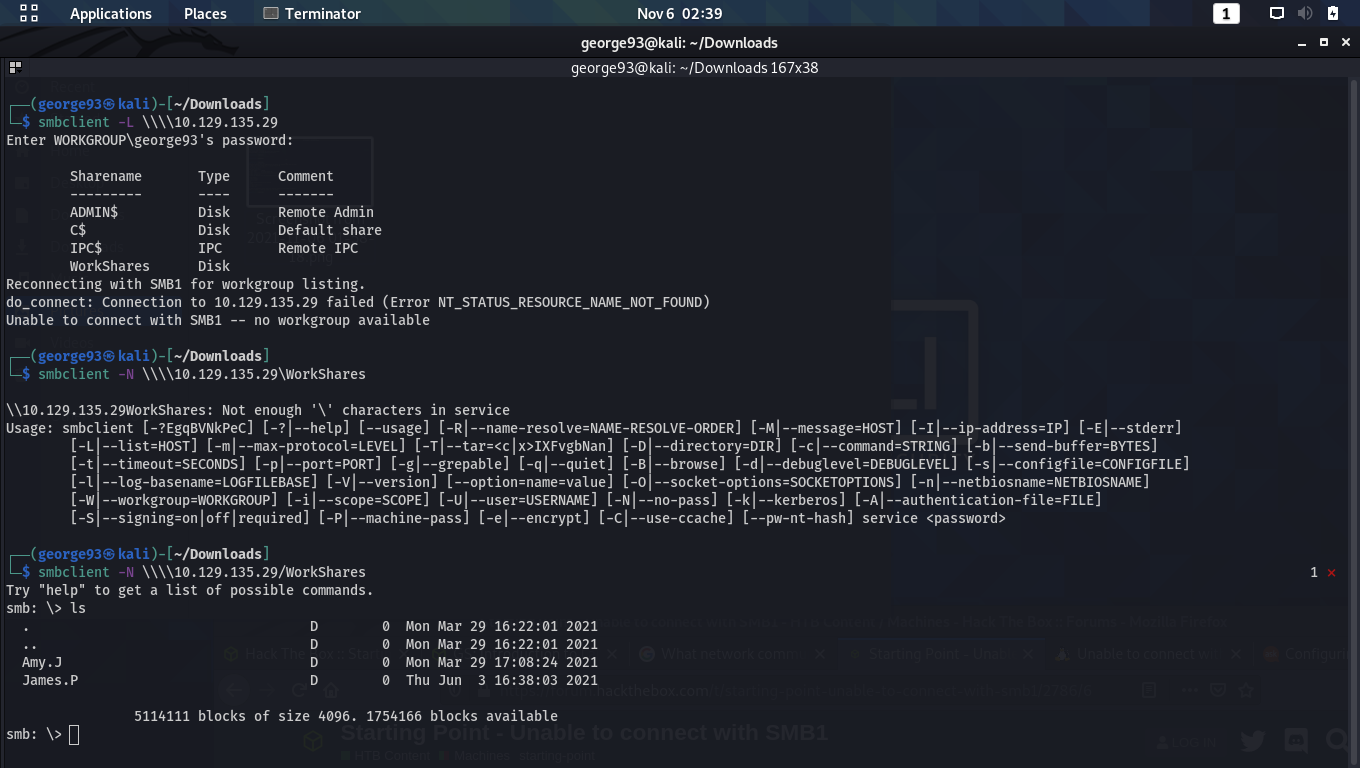 Applications Places Terminator Nov 6 02:39 1
george93@kali: ~/Downloads
george93@kali: ~/Downloads 167x38
┌──(george93㉿kali)-[~/Downloads]
└─$ smbclient -L \\\\10.129.135.29
Enter WORKGROUP\george93's password:
Sharename Type Comment
--------- ---- -------
ADMIN$ Disk Remote Admin
C$ Disk Default share
IPC$ IPC Remote IPC
WorkShares Disk
Reconnecting with SMB1 for workgroup listing.
do_connect: Connection to 10.129.135.29 failed (Error NT_STATUS_RESOURCE_NAME_NOT_FOUND)
Unable to connect with SMB1 -- no workgroup available
┌──(george93㉿kali)-[~/Downloads]
└─$ smbclient -N \\\\10.129.135.29\WorkShares
\\10.129.135.29WorkShares: Not enough '\' characters in service
Usage: smbclient [-?EgqBVNkPeC] [-?|--help] [--usage] [-R|--name-resolve=NAME-RESOLVE-ORDER] [-M|--message=HOST] [-I|--ip-address=IP] [-E|--stderr]
[-L|--list=HOST] [-m|--max-protocol=LEVEL] [-T|--tar=<c|x>IXFvgbNan] [-D|--directory=DIR] [-c|--command=STRING] [-b|--send-buffer=BYTES]
[-t|--timeout=SECONDS] [-p|--port=PORT] [-g|--grepable] [-q|--quiet] [-B|--browse] [-d|--debuglevel=DEBUGLEVEL] [-s|--configfile=CONFIGFILE]
[-l|--log-basename=LOGFILEBASE] [-V|--version] [--option=name=value] [-O|--socket-options=SOCKETOPTIONS] [-n|--netbiosname=NETBIOSNAME]
[-W|--workgroup=WORKGROUP] [-i|--scope=SCOPE] [-U|--user=USERNAME] [-N|--no-pass] [-k|--kerberos] [-A|--authentication-file=FILE]
[-S|--signing=on|off|required] [-P|--machine-pass] [-e|--encrypt] [-C|--use-ccache] [--pw-nt-hash] service <password>
┌──(george93㉿kali)-[~/Downloads]
└─$ smbclient -N \\\\10.129.135.29/WorkShares 1 ⨯
Try "help" to get a list of possible commands.
smb: \> ls
. D 0 Mon Mar 29 16:22:01 2021
.. D 0 Mon Mar 29 16:22:01 2021
Amy.J D 0 Mon Mar 29 17:08:24 2021
James.P D 0 Thu Jun 3 16:38:03 2021
5114111 blocks of size 4096. 1754166 blocks available
smb: \>
Starting Point - Unable to connect with SMB1